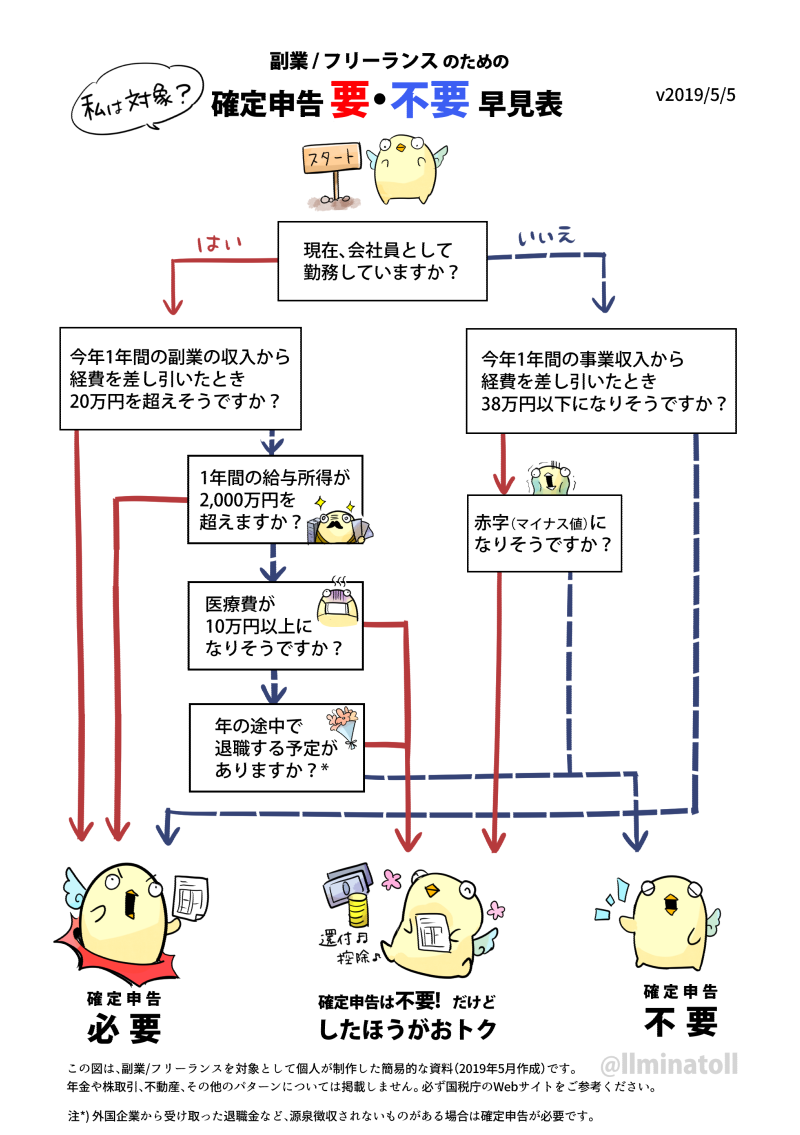 副業/フリーランスのための
私は対象?
確定申告 要・不要 早見表
v2019/5/5
スタート
現在、会社員として
勤務していますか?
はい
いいえ
今年1年間の副業の収入から
経費を差し引いたとき
20万円を超えそうですか?
今年1年間の事業収入から
経費を差し引いたとき
38万円以下になりそうですか?
1年間の給与所得が
2,000万円を
超えますか?
赤字(マイナス値)に
なりそうですか?
医療費が
10万円以上に
なりそうですか?
年の途中で
退職する予定が
ありますか?*
還付♬
控除♪
確定申告
必要
確定申告は不要! だけど
したほうがおトク
確定申告
不要
@llminatoll
この図は、副業/フリーランスを対象として個人が制作した簡易的な資料(2019年5月作成)です。
年金や株取引、不動産、その他のパターンについては掲載しません。必ず国税庁のWebサイトをご参考ください。
注*) 外国企業から受け取った退職金など、源泉徴収されないものがある場合は確定申告が必要です。